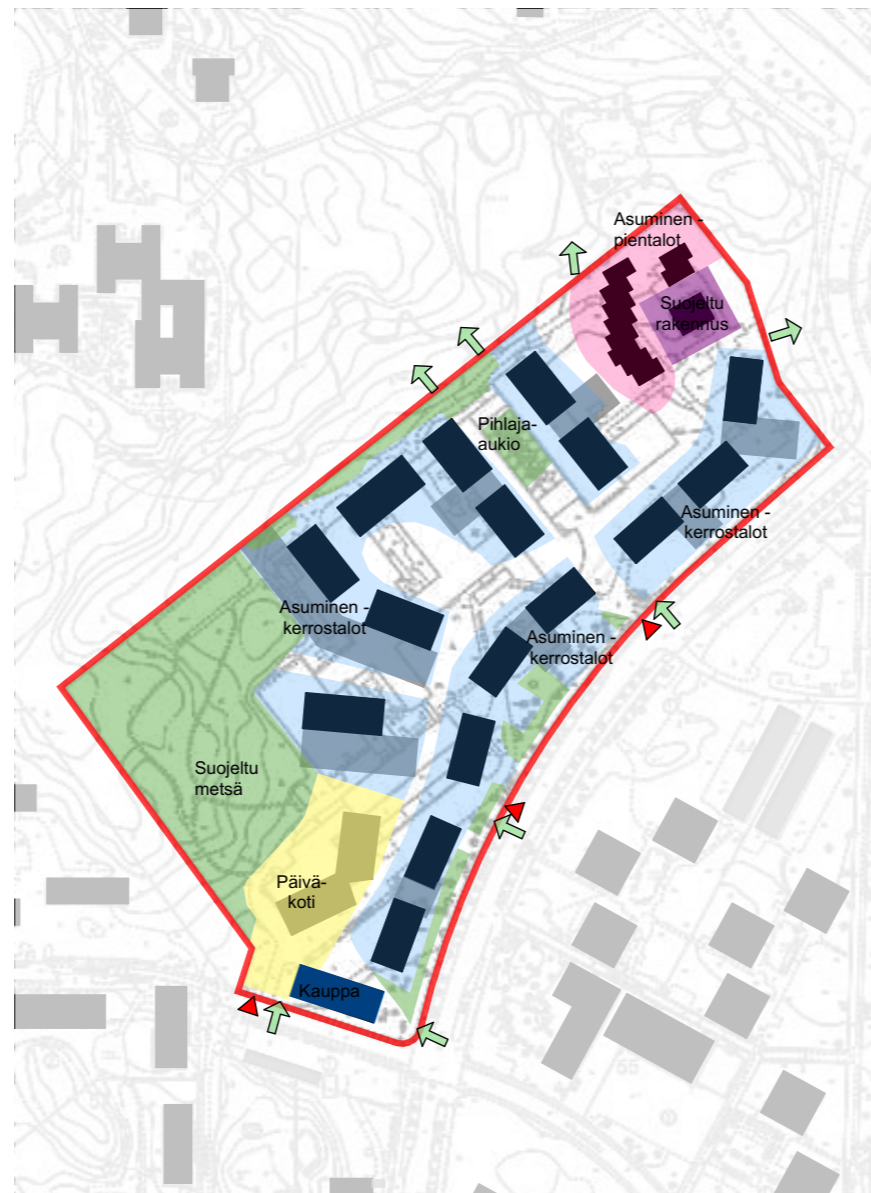 Asuminen -
pientalot
Suojeltu
rakennus
Pihlaja-
aukio
Asuminen -
kerrostalot
Asuminen -
kerrostalot
Asuminen -
kerrostalot
Suojeltu
metsä
Päivä-
koti
Kauppa